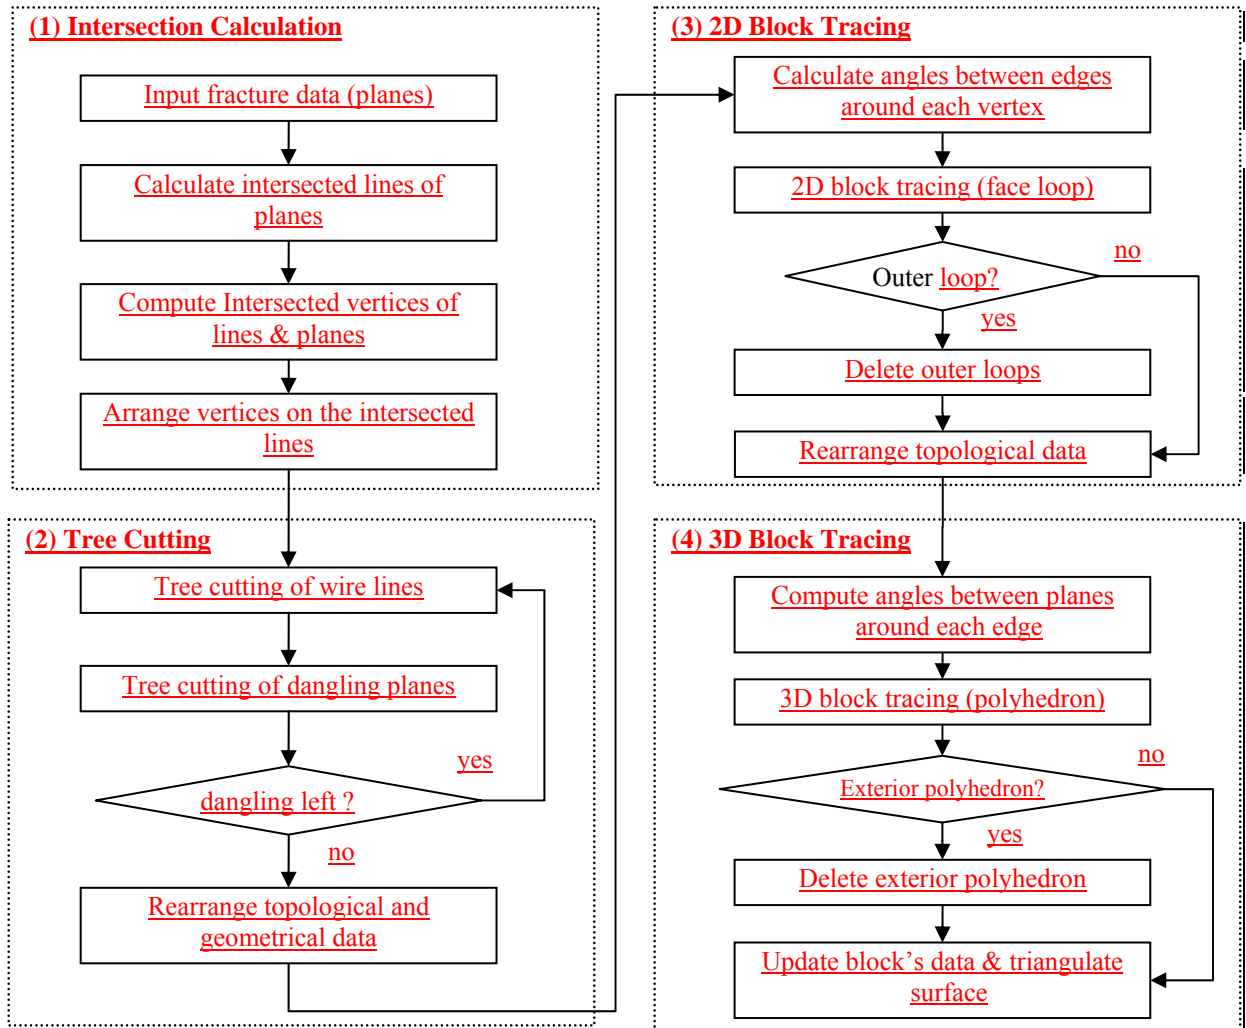 (1) Intersection Calculation
Input fracture data (planes)
Calculate intersected lines of
planes
Compute Intersected vertices of
lines & planes
Arrange vertices on the intersected
lines
(2) Tree Cutting
Tree cutting of wire lines
Tree cutting of dangling planes
yes
dangling left ?
no
Rearrange topological and
geometrical data
(3) 2D Block Tracing
Calculate angles between edges
around each vertex
2D block tracing (face loop)
no
Outer loop?
yes
Delete outer loops
Rearrange topological data
(4) 3D Block Tracing
Compute angles between planes
around each edge
3D block tracing (polyhedron)
no
Exterior polyhedron?
yes
Delete exterior polyhedron
Update block’s data & triangulate
surface